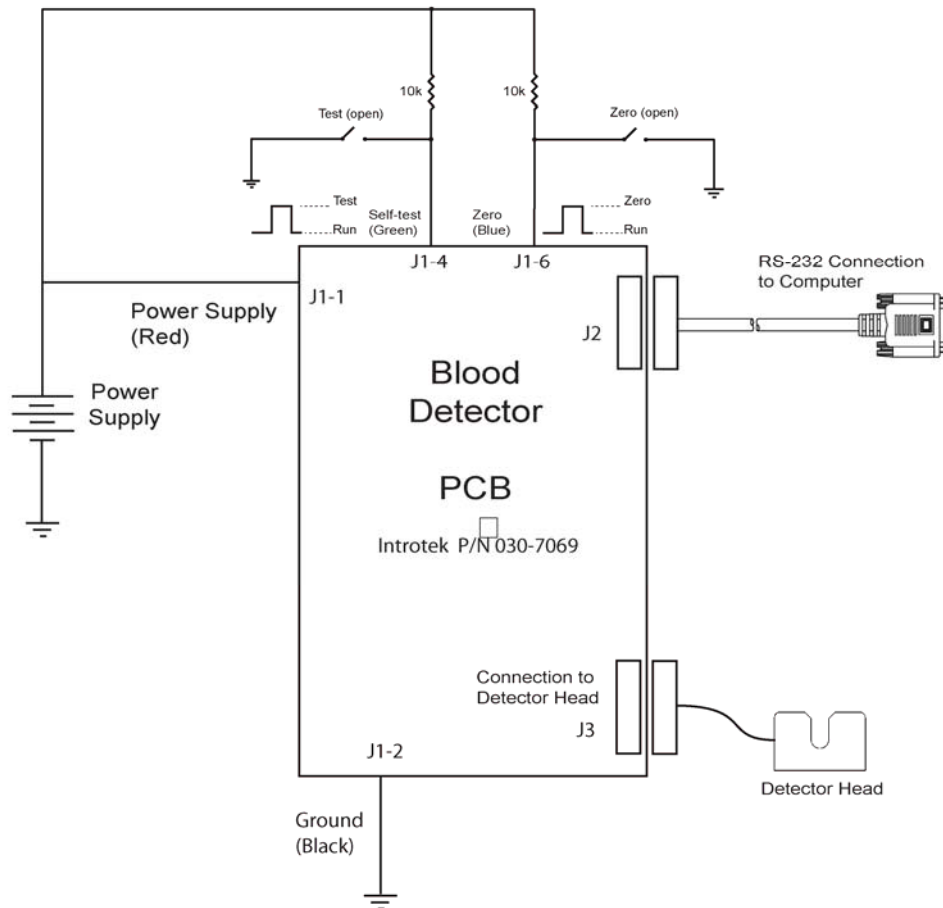 10k
10k
Test (open)
Zero (open)
Test
Run
Self-test
(Green)
Zero
(Blue)
Zero
Run
J1-4
J1-6
J1-1
Power Supply
(Red)
Power
Supply
RS-232 Connection
to Computer
J2
Blood
Detector
PCB
Introtek P/N 030-7069
Connection to
Detector Head
J3
J1-2
Detector Head
Ground
(Black)